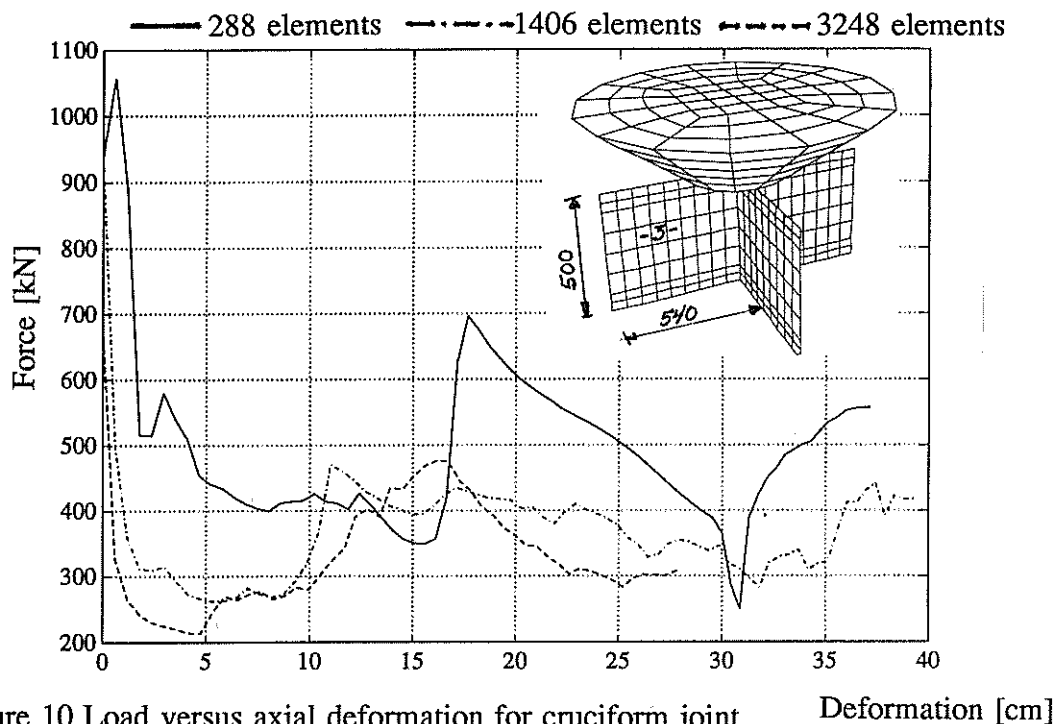 288 elements 1406 elements 3248 elements
1100
1000
900
800
700
600
500
400
300
200
Force [kN]
500
-3-
540
0 5 10 15 20 25 30 35 40
Deformation [cm]
ure 10 Load versus axial deformation for cruciform joint